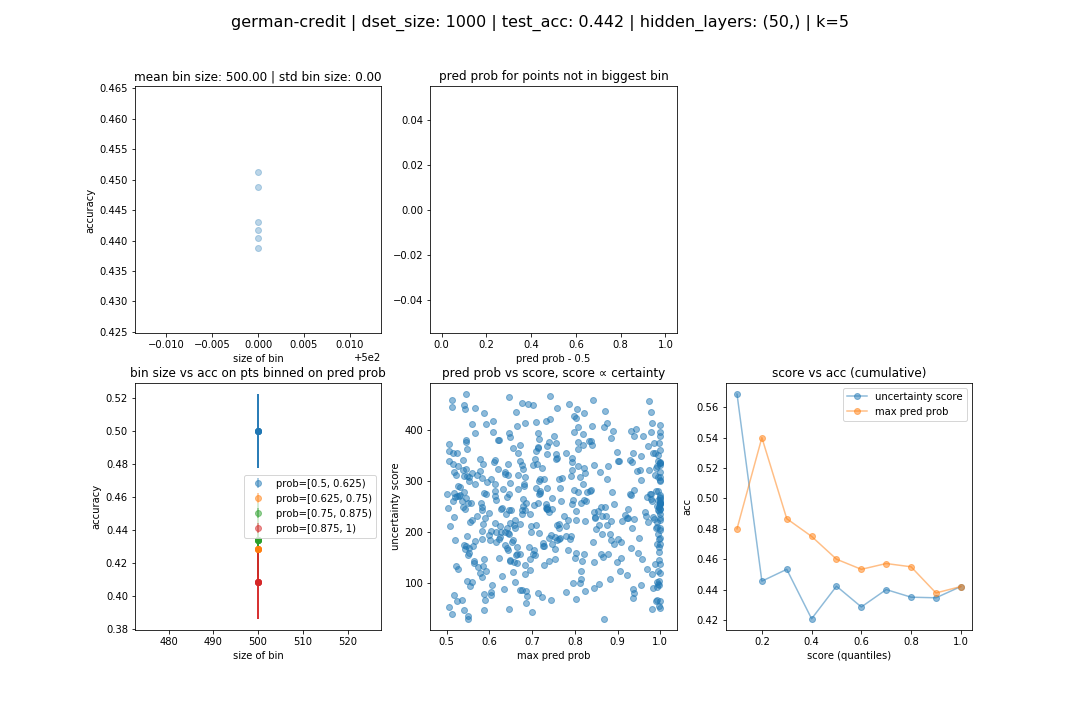 german-credit | dset_size: 1000 | test_acc: 0.442 | hidden_layers: (50,) | k=5
mean bin size: 500.00 | std bin size: 0.00
0.465
0.460
0.455
0.450
0.445
0.440
0.435
0.430
0.425
accuracy
−0.010 −0.005 0.000 0.005 0.010
+5e2
size of bin
pred prob for points not in biggest bin
0.04
0.02
0.00
−0.02
−0.04
0.0 0.2 0.4 0.6 0.8 1.0
pred prob - 0.5
bin size vs acc on pts binned on pred prob
0.52
0.50
0.48
0.46
0.44
0.42
0.40
0.38
accuracy
prob=[0.5, 0.625)
prob=[0.625, 0.75)
prob=[0.75, 0.875)
prob=[0.875, 1)
480 490 500 510 520
size of bin
pred prob vs score, score ∝ certainty
400
300
200
100
uncertainty score
0.5 0.6 0.7 0.8 0.9 1.0
max pred prob
score vs acc (cumulative)
uncertainty score
max pred prob
0.56
0.54
0.52
0.50
0.48
0.46
0.44
0.42
acc
0.2 0.4 0.6 0.8 1.0
score (quantiles)